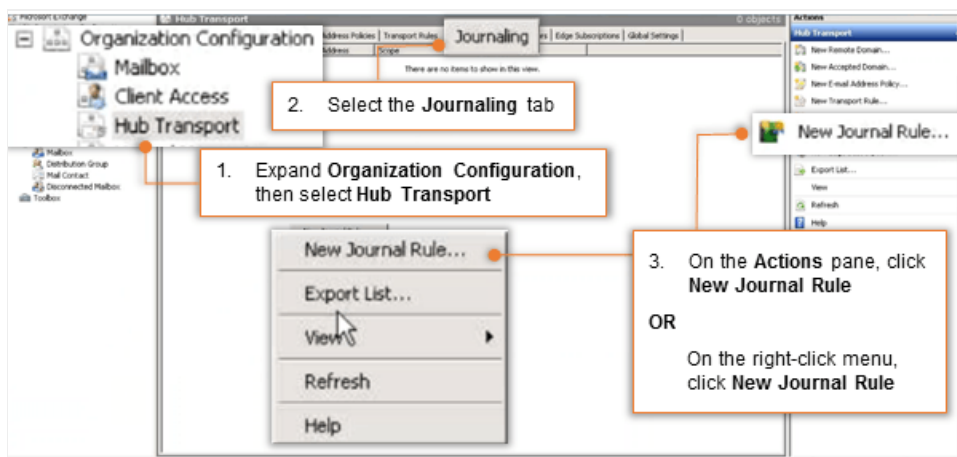 Microsoft Exchange
Hub Transport
0 objects
Actions
Organization Configuration
Mailbox
Client Access
Hub Transport
Address Policies
Transport Rules
Journaling
Edge Subscriptions
Global Settings
Address
Scope
There are no items to show in this view.
2. Select the Journaling tab
1. Expand Organization Configuration,
then select Hub Transport
Mailbox
Distribution Group
Mail Contact
Disconnected Mailbox
Toolbox
New Journal Rule...
Export List...
View
Refresh
Help
Hub Transport
New Remote Domain...
New Accepted Domain...
New E-mail Address Policy...
New Transport Rule...
New Journal Rule...
Export List...
View
Refresh
Help
3. On the Actions pane, click
New Journal Rule
OR
On the right-click menu,
click New Journal Rule